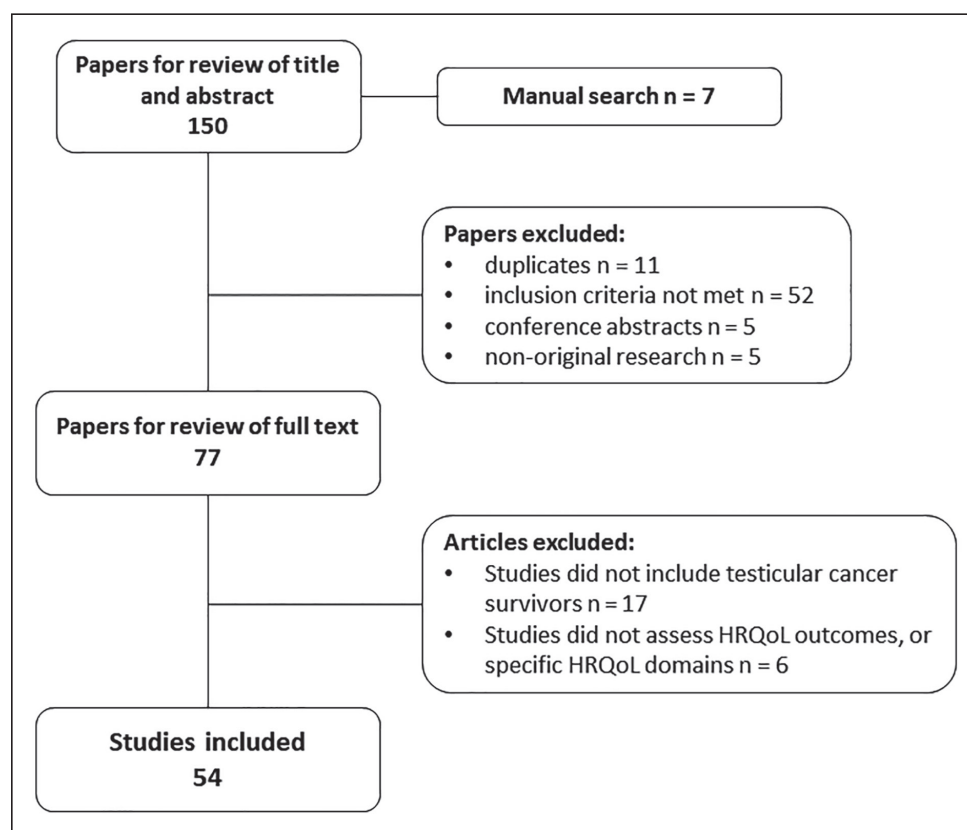 Papers for review of title
and abstract
150
Manual search n = 7
Papers excluded:
• duplicates n = 11
• inclusion criteria not met n = 52
• conference abstracts n = 5
• non-original research n = 5
Papers for review of full text
77
Articles excluded:
• Studies did not include testicular cancer
survivors n = 17
• Studies did not assess HRQoL outcomes, or
specific HRQoL domains n = 6
Studies included
54